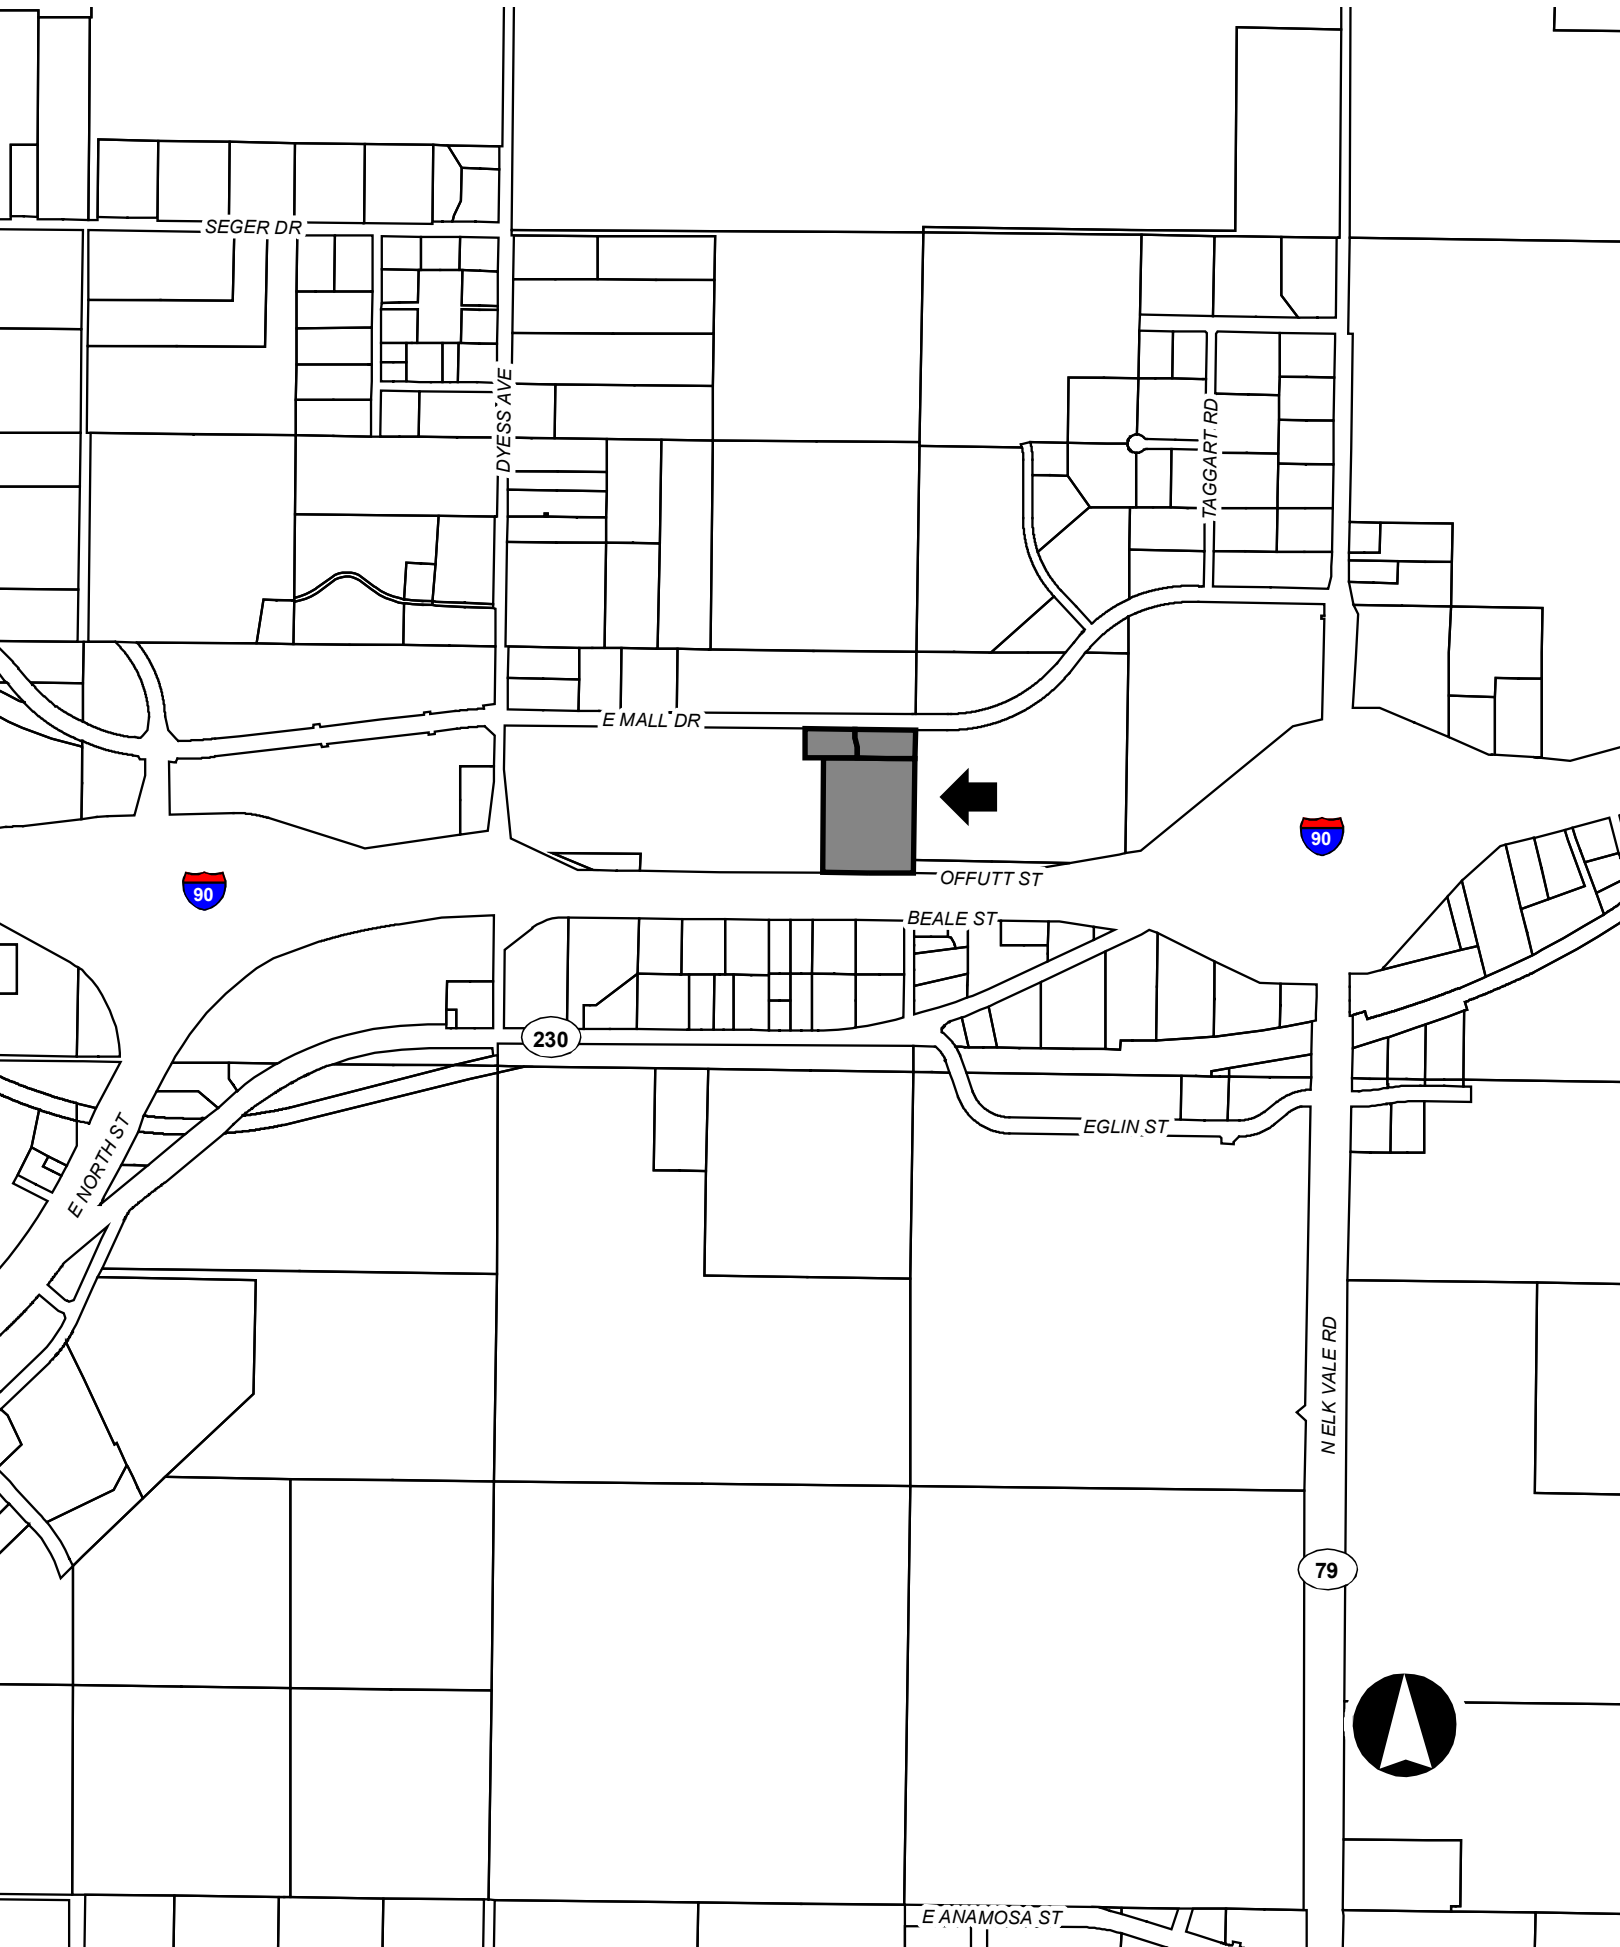 SEGER DR
DYESS AVE
TAGGART RD
E MALL DR
90
OFFUTT ST
90
BEALE ST
230
EGLIN ST
E NORTH ST
N ELK VALE RD
79
E ANAMOSA ST